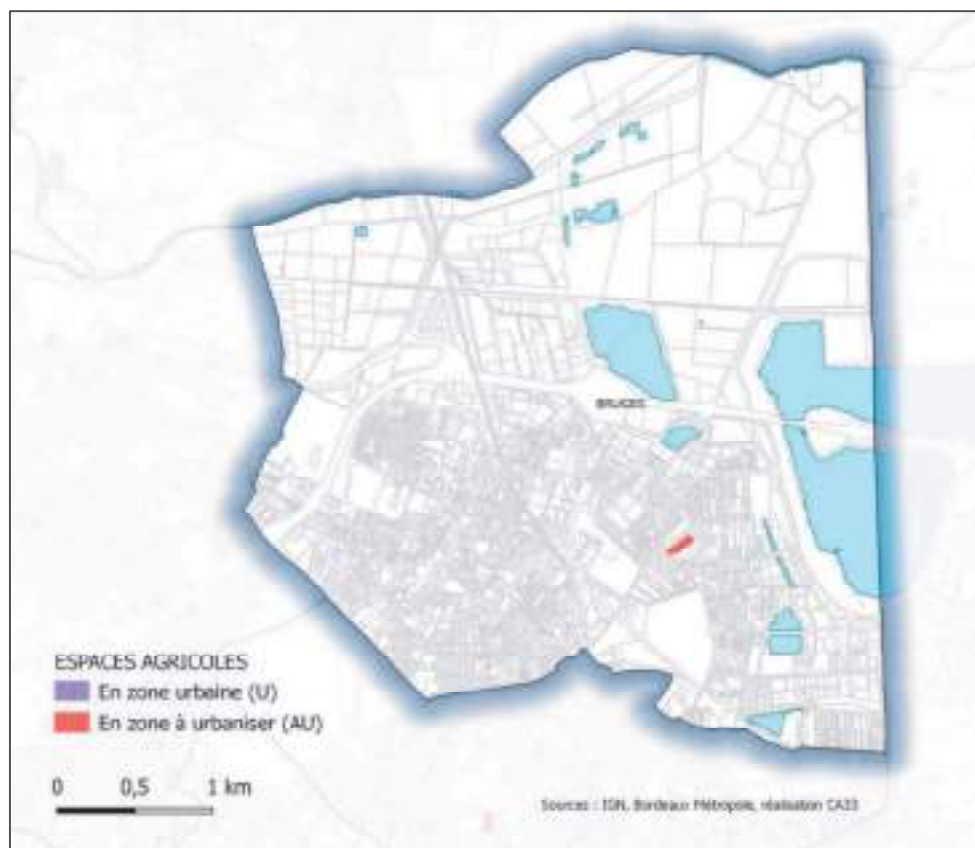 BRUGES
ESPACES AGRICOLES
En zone urbaine (U)
En zone à urbaniser (AU)
0 0,5 1 km
Sources : IGN, Bordeaux Métropole, réalisation CA33